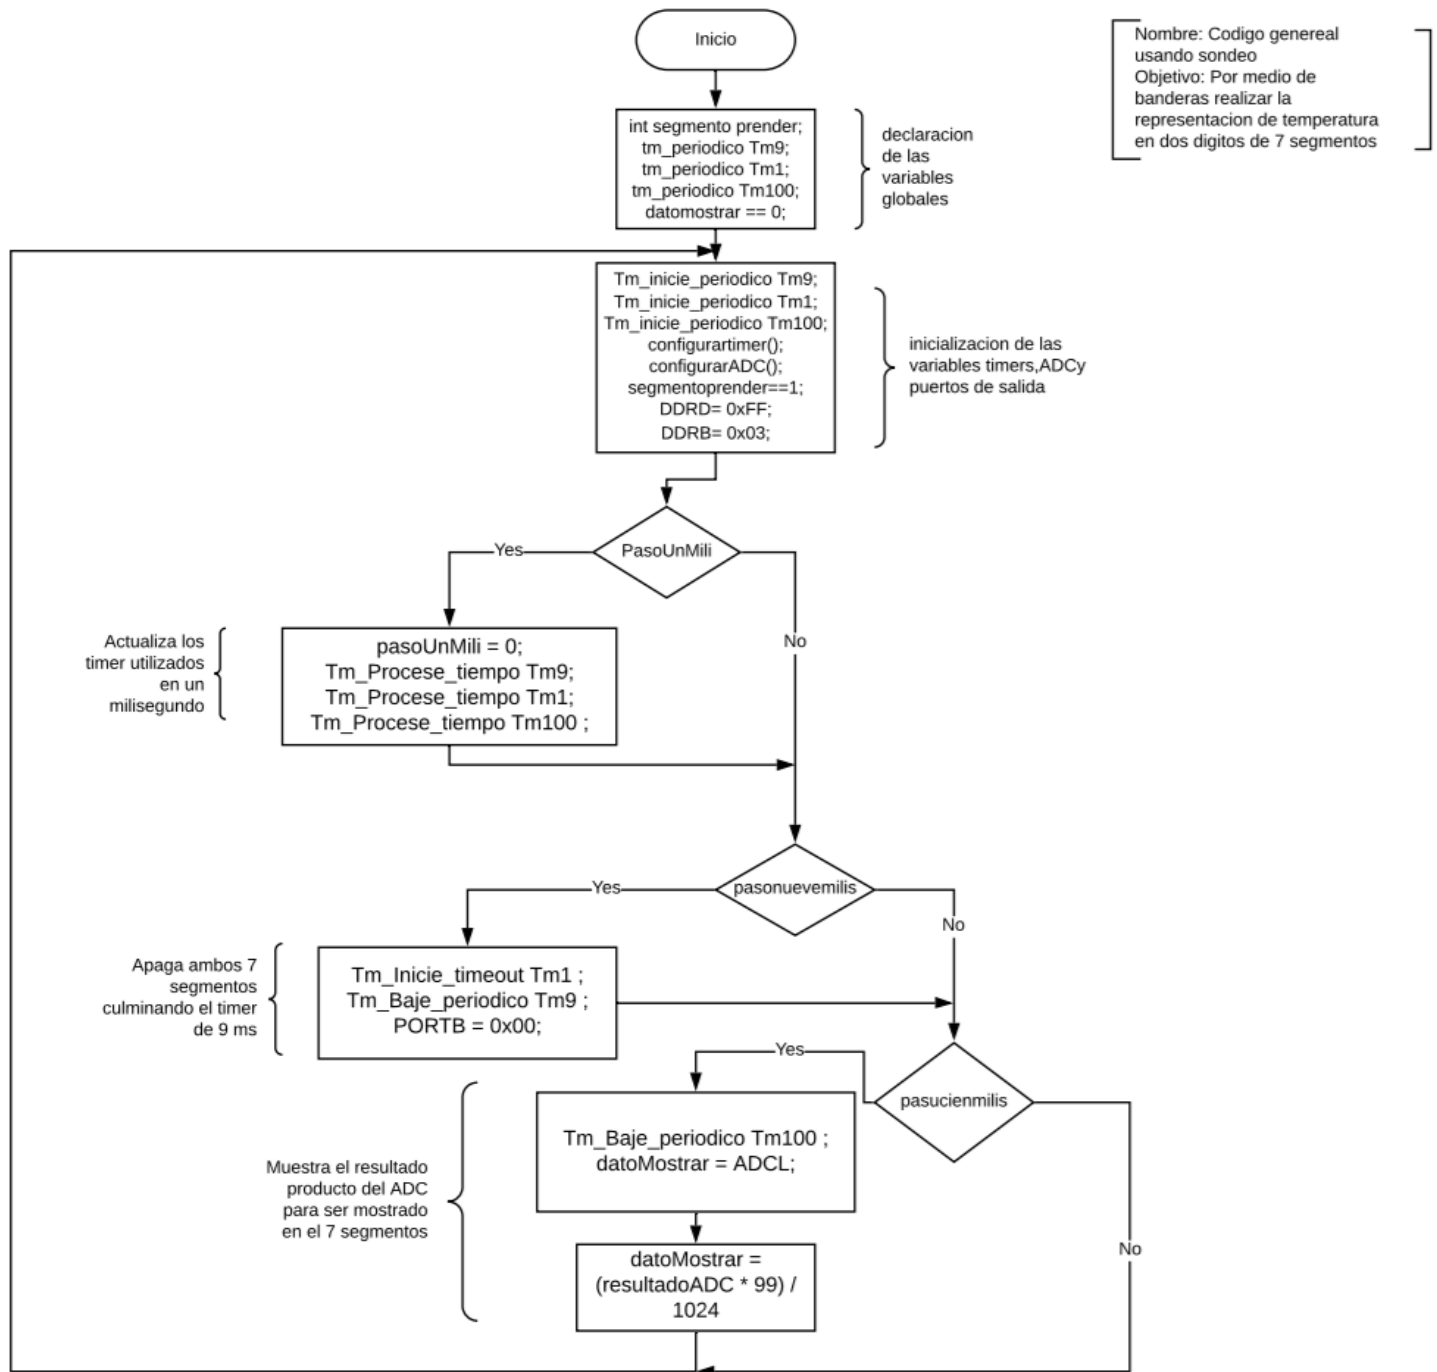 Inicio
Nombre: Codigo genereal
usando sondeo
Objetivo: Por medio de
banderas realizar la
representacion de temperatura
en dos digitos de 7 segmentos
int segmento prender;
tm_periodico Tm9;
tm_periodico Tm1;
tm_periodico Tm100;
datomostrar == 0;
declaracion
de las
variables
globales
Tm_inicie_periodico Tm9;
Tm_inicie_periodico Tm1;
Tm_inicie_periodico Tm100;
configurartimer();
configurarADC();
segmentoprender==1;
DDRD= 0xFF;
DDRB= 0x03;
inicializacion de las
variables timers,ADCy
puertos de salida
PasoUnMili
Yes
No
Actualiza los
timer utilizados
en un
milisegundo
pasoUnMili = 0;
Tm_Procese_tiempo Tm9;
Tm_Procese_tiempo Tm1;
Tm_Procese_tiempo Tm100 ;
pasonuevemilis
Yes
No
Apaga ambos 7
segmentos
culminando el timer
de 9 ms
Tm_Inicie_timeout Tm1 ;
Tm_Baje_periodico Tm9 ;
PORTB = 0x00;
pasucienmilis
Yes
No
Muestra el resultado
producto del ADC
para ser mostrado
en el 7 segmentos
Tm_Baje_periodico Tm100 ;
datoMostrar = ADCL;
datoMostrar =
(resultadoADC * 99) /
1024